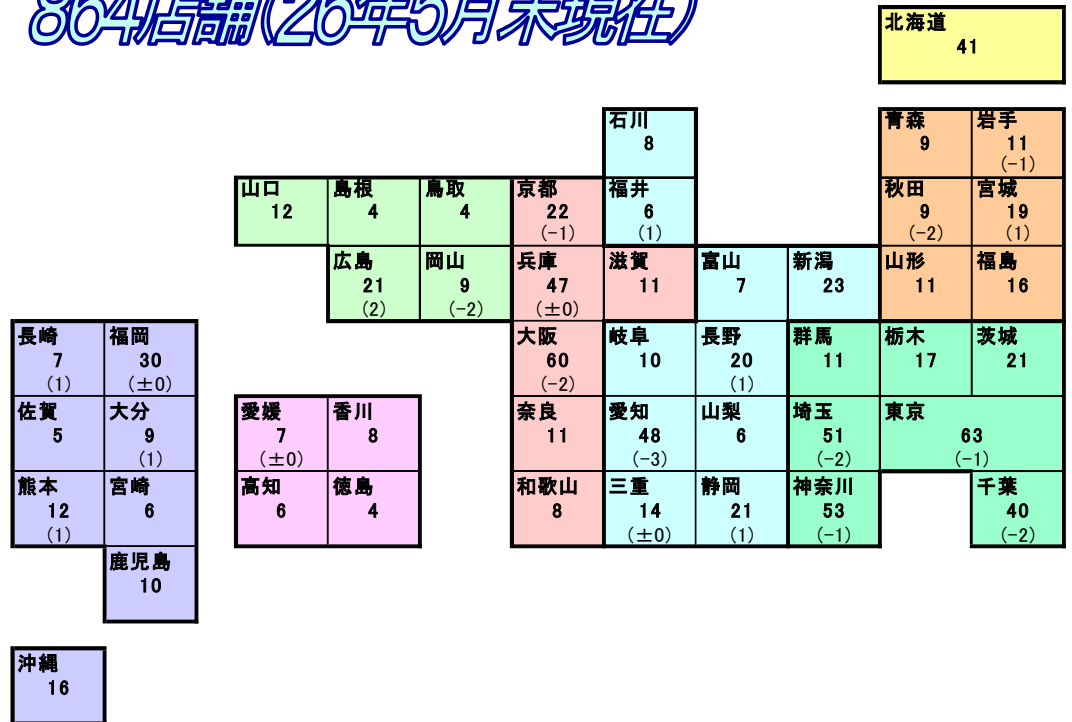 864店舗(26年5月末現在)
北海道
41
石川
8
青森
9
岩手
11
(-1)
山口
12
島根
4
鳥取
4
京都
22
(-1)
福井
6
(1)
秋田
9
(-2)
宮城
19
(1)
広島
21
(2)
岡山
9
(-2)
兵庫
47
(±0)
滋賀
11
富山
7
新潟
23
山形
11
福島
16
長崎
7
(1)
福岡
30
(±0)
大阪
60
(-2)
岐阜
10
長野
20
(1)
群馬
11
栃木
17
茨城
21
佐賀
5
大分
9
(1)
愛媛
7
(±0)
香川
8
奈良
11
愛知
48
(-3)
山梨
6
埼玉
51
(-2)
東京
63
(-1)
熊本
12
(1)
宮崎
6
高知
6
徳島
4
和歌山
8
三重
14
(±0)
静岡
21
(1)
神奈川
53
(-1)
千葉
40
(-2)
鹿児島
10
沖縄
16